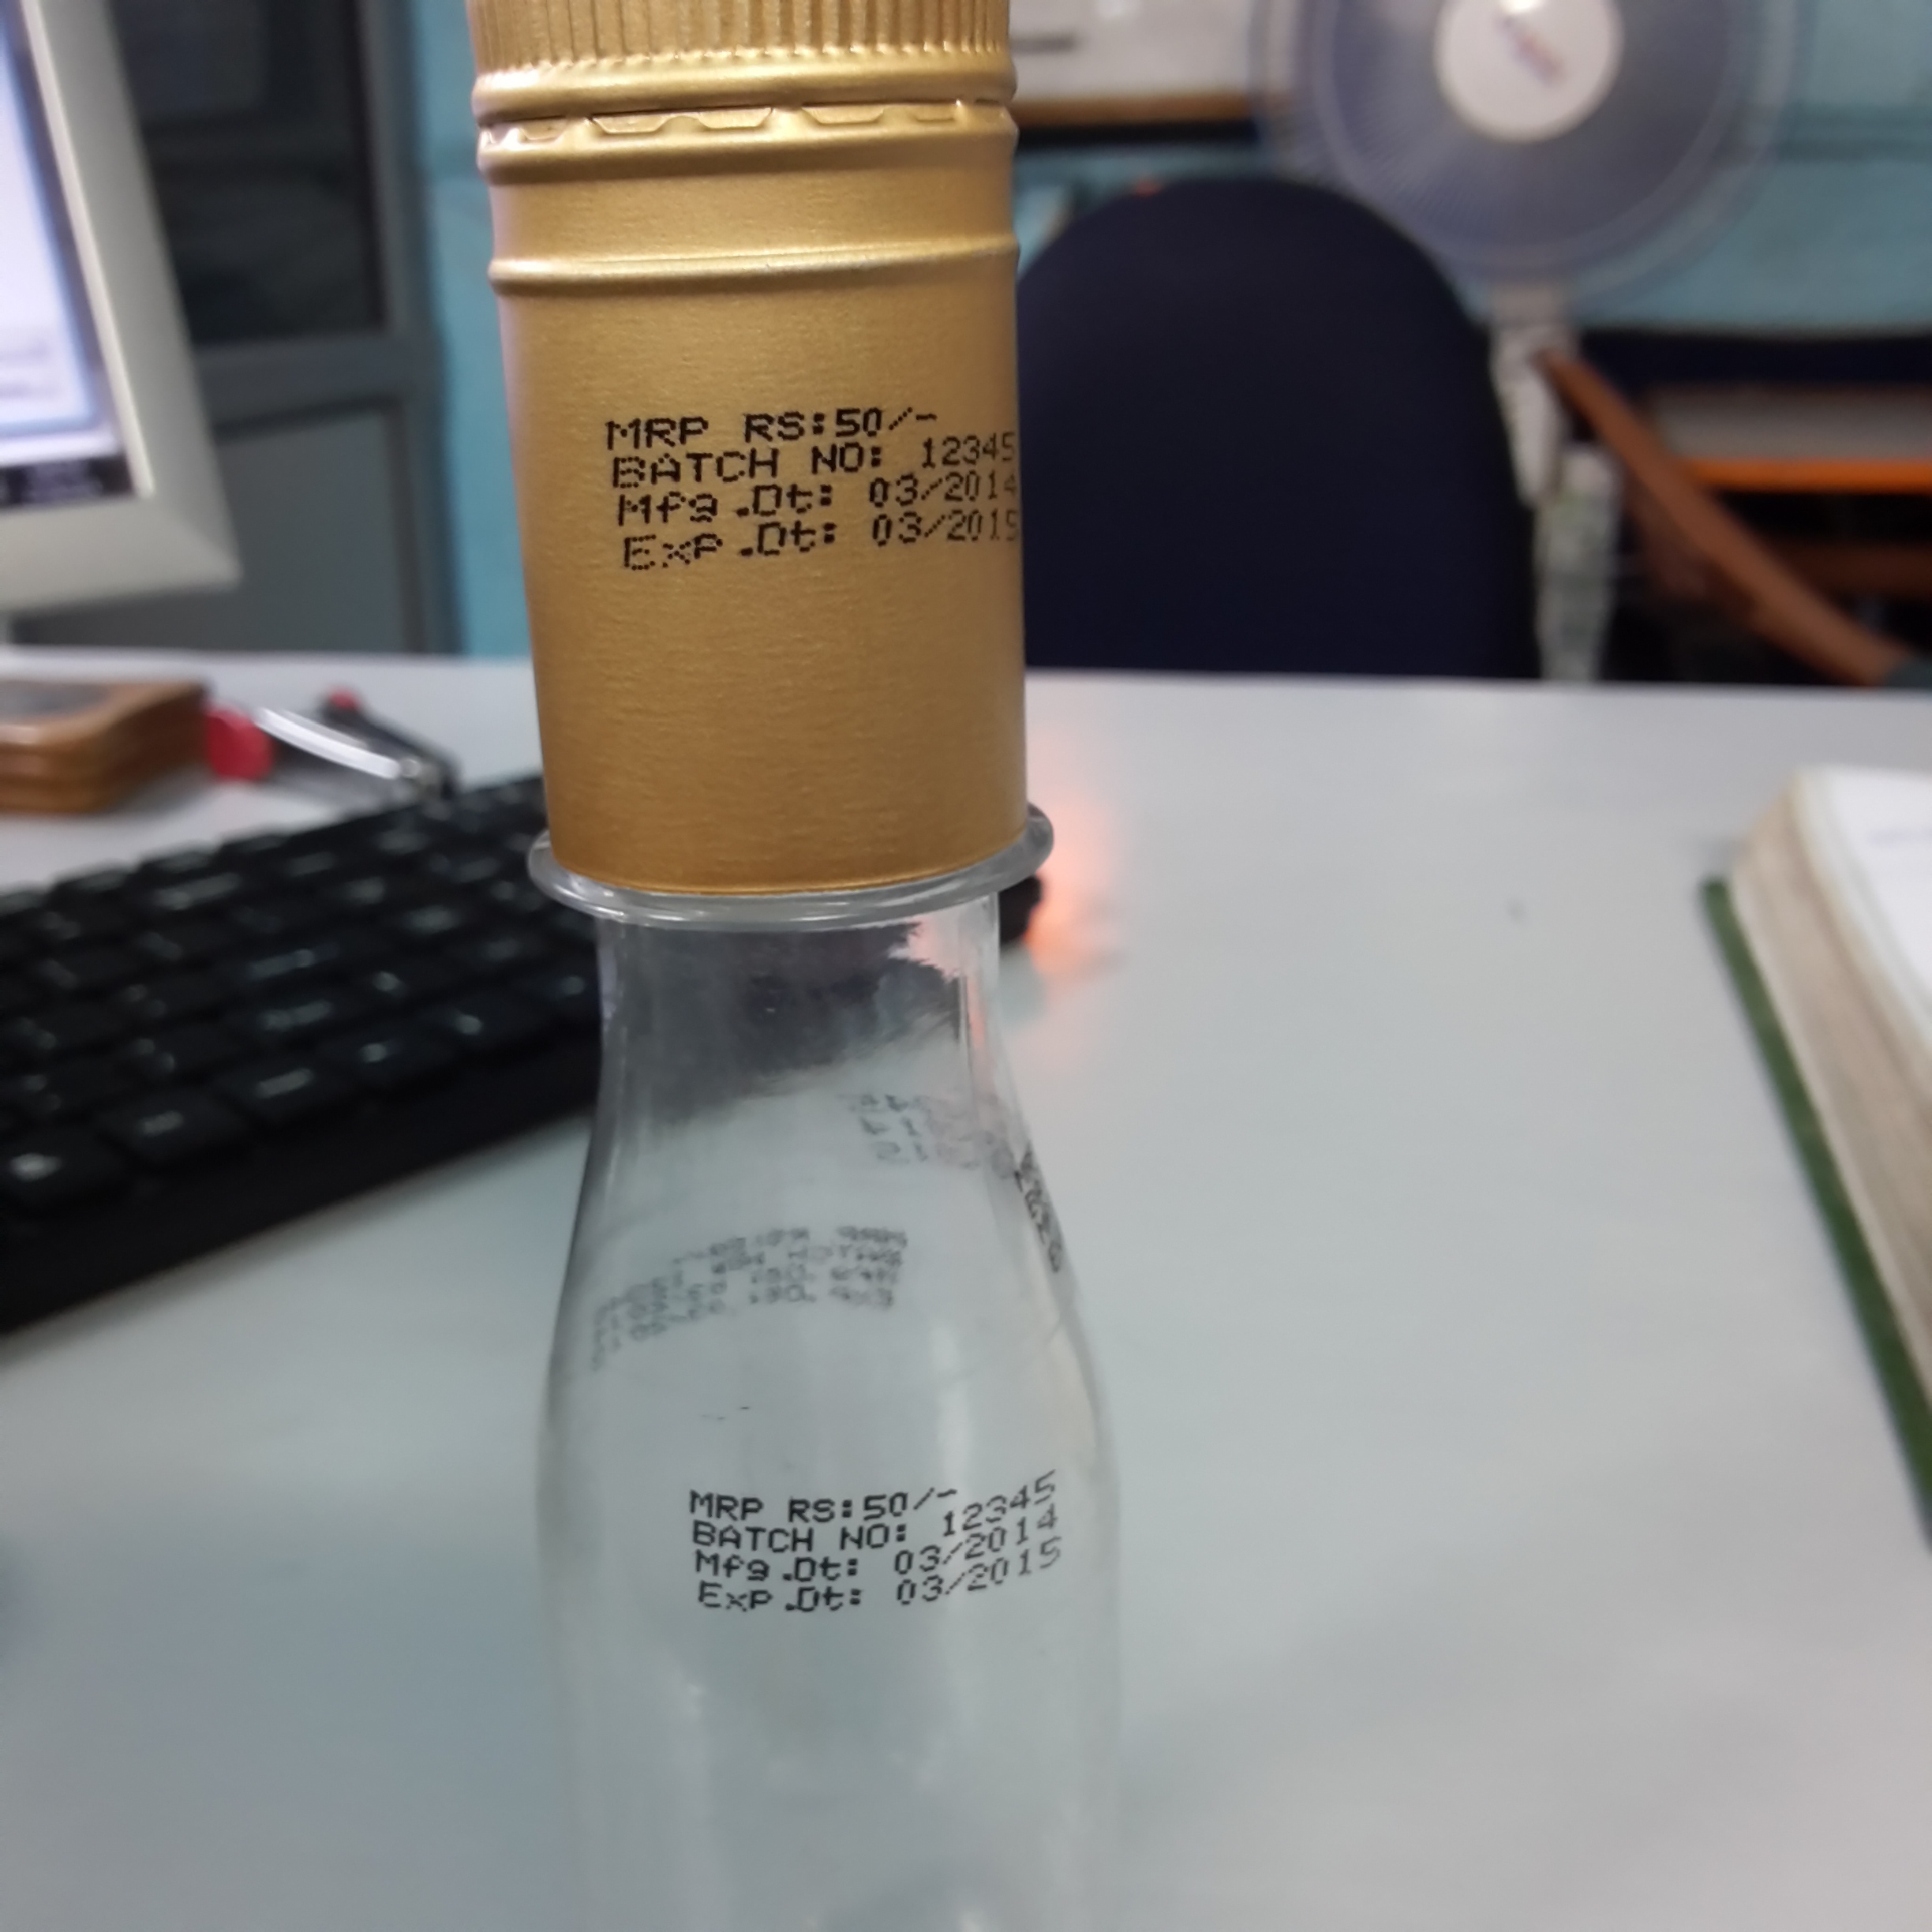 MRP RS:50/-
BATCH NO: 12345
Mfg.Dt: 03/2014
Exp.Dt: 03/2015
MRP RS:50/-
BATCH NO: 12345
Mfg.Dt: 03/2014
Exp.Dt: 03/2015